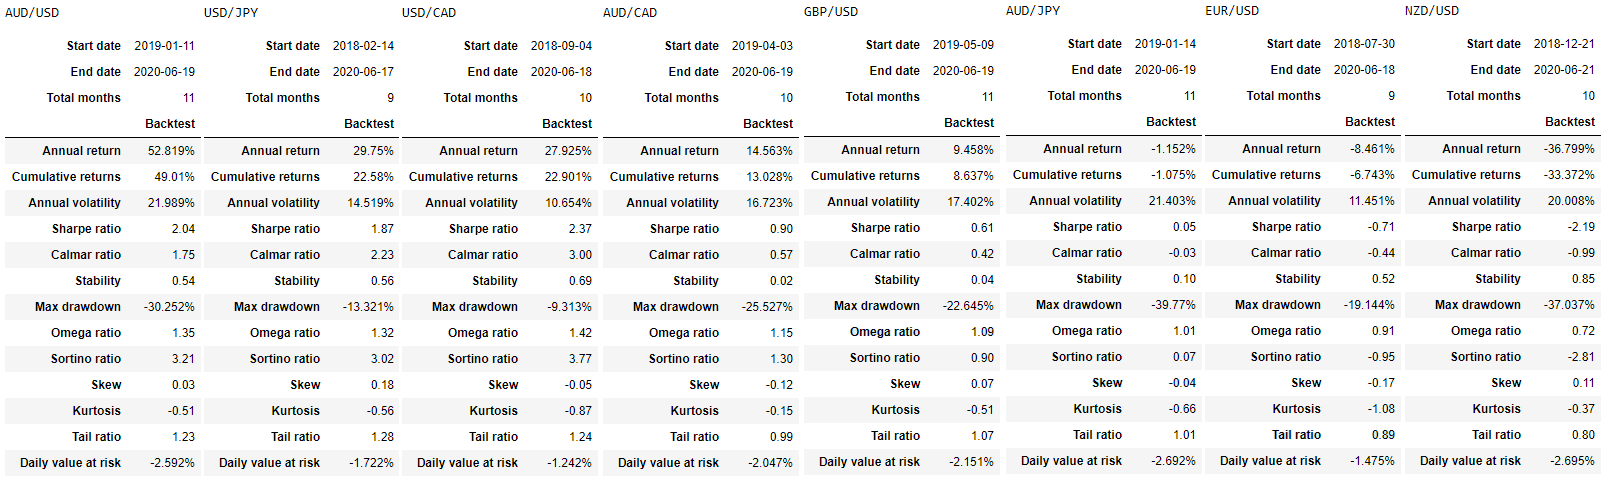 AUD/USD
Start date 2019-01-11
End date 2020-06-19
Total months 11
Backtest
Annual return 52.819%
Cumulative returns 49.01%
Annual volatility 21.989%
Sharpe ratio 2.04
Calmar ratio 1.75
Stability 0.54
Max drawdown -30.252%
Omega ratio 1.35
Sortino ratio 3.21
Skew 0.03
Kurtosis -0.51
Tail ratio 1.23
Daily value at risk -2.592%
USD/JPY
Start date 2018-02-14
End date 2020-06-17
Total months 9
Backtest
Annual return 29.75%
Cumulative returns 22.58%
Annual volatility 14.519%
Sharpe ratio 1.87
Calmar ratio 2.23
Stability 0.56
Max drawdown -13.321%
Omega ratio 1.32
Sortino ratio 3.02
Skew 0.18
Kurtosis -0.56
Tail ratio 1.28
Daily value at risk -1.722%
USD/CAD
Start date 2018-09-04
End date 2020-06-18
Total months 10
Backtest
Annual return 27.925%
Cumulative returns 22.901%
Annual volatility 10.654%
Sharpe ratio 2.37
Calmar ratio 3.00
Stability 0.69
Max drawdown -9.313%
Omega ratio 1.42
Sortino ratio 3.77
Skew -0.05
Kurtosis -0.87
Tail ratio 1.24
Daily value at risk -1.242%
AUD/CAD
Start date 2019-04-03
End date 2020-06-19
Total months 10
Backtest
Annual return 14.563%
Cumulative returns 13.028%
Annual volatility 16.723%
Sharpe ratio 0.90
Calmar ratio 0.57
Stability 0.02
Max drawdown -25.527%
Omega ratio 1.15
Sortino ratio 1.30
Skew -0.12
Kurtosis -0.15
Tail ratio 0.99
Daily value at risk -2.047%
GBP/USD
Start date 2019-05-09
End date 2020-06-19
Total months 11
Backtest
Annual return 9.458%
Cumulative returns 8.637%
Annual volatility 17.402%
Sharpe ratio 0.61
Calmar ratio 0.42
Stability 0.04
Max drawdown -22.645%
Omega ratio 1.09
Sortino ratio 0.90
Skew 0.07
Kurtosis -0.51
Tail ratio 1.07
Daily value at risk -2.151%
AUD/JPY
Start date 2019-01-14
End date 2020-06-19
Total months 11
Backtest
Annual return -1.152%
Cumulative returns -1.075%
Annual volatility 21.403%
Sharpe ratio 0.05
Calmar ratio -0.03
Stability 0.10
Max drawdown -39.77%
Omega ratio 1.01
Sortino ratio 0.07
Skew -0.04
Kurtosis -0.66
Tail ratio 1.01
Daily value at risk -2.692%
EUR/USD
Start date 2018-07-30
End date 2020-06-18
Total months 9
Backtest
Annual return -8.461%
Cumulative returns -6.743%
Annual volatility 11.451%
Sharpe ratio -0.71
Calmar ratio -0.44
Stability 0.52
Max drawdown -19.144%
Omega ratio 0.91
Sortino ratio -0.95
Skew -0.17
Kurtosis -1.08
Tail ratio 0.89
Daily value at risk -1.475%
NZD/USD
Start date 2018-12-21
End date 2020-06-21
Total months 10
Backtest
Annual return -36.799%
Cumulative returns -33.372%
Annual volatility 20.008%
Sharpe ratio -2.19
Calmar ratio -0.99
Stability 0.85
Max drawdown -37.037%
Omega ratio 0.72
Sortino ratio -2.81
Skew 0.11
Kurtosis -0.37
Tail ratio 0.80
Daily value at risk -2.695%